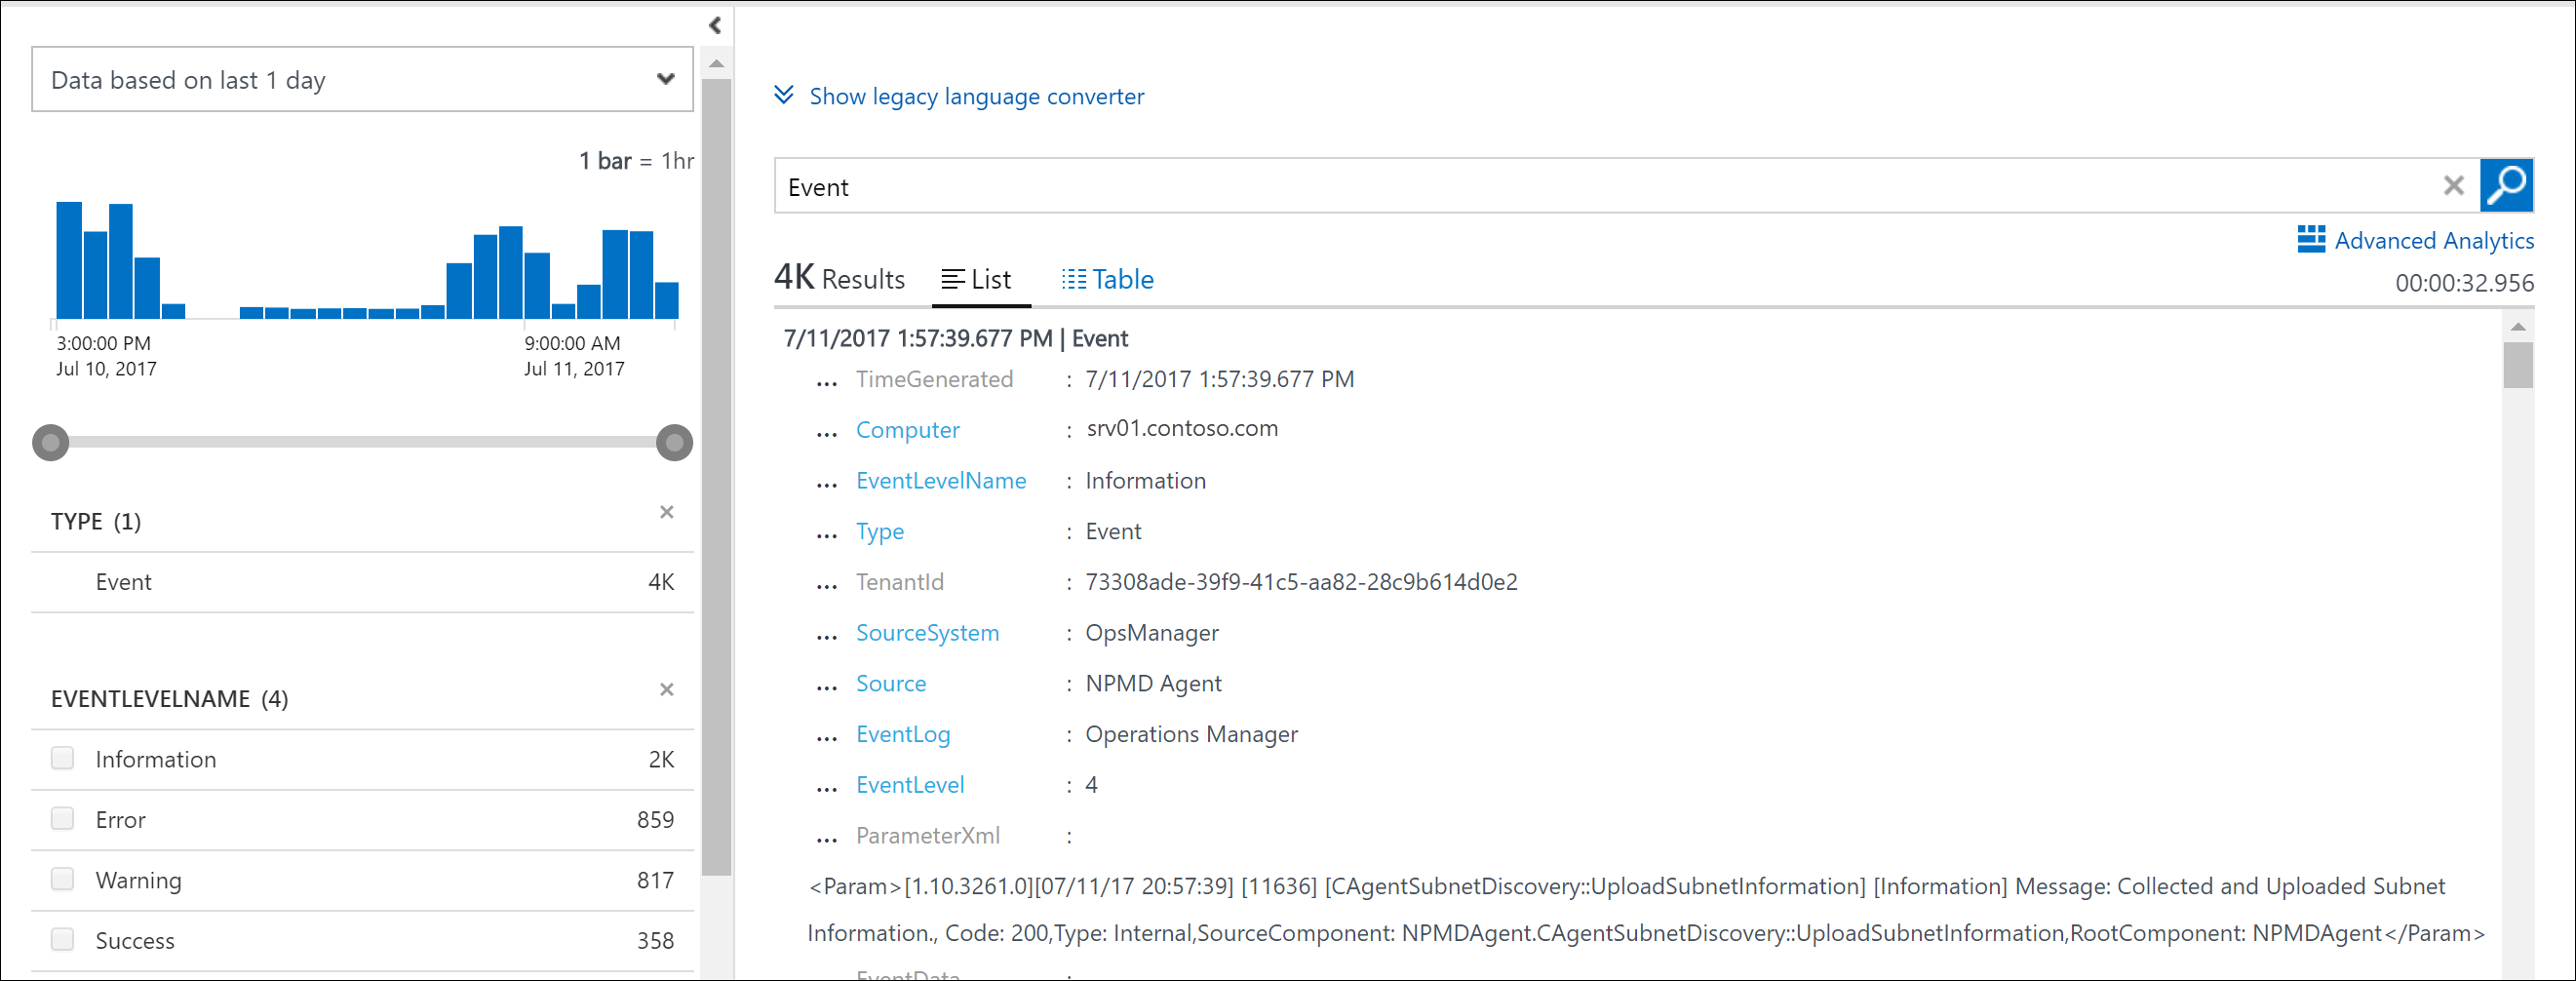 Data based on last 1 day
1 bar = 1hr
3:00:00 PM
Jul 10, 2017
9:00:00 AM
Jul 11, 2017
TYPE (1)
Event 4K
EVENTLEVELNAME (4)
Information 2K
Error 859
Warning 817
Success 358
Show legacy language converter
Event
Advanced Analytics
4K Results List Table
00:00:32.956
7/11/2017 1:57:39.677 PM | Event
... TimeGenerated : 7/11/2017 1:57:39.677 PM
... Computer : srv01.contoso.com
... EventLevelName : Information
... Type : Event
... TenantId : 73308ade-39f9-41c5-aa82-28c9b614d0e2
... SourceSystem : OpsManager
... Source : NPMD Agent
... EventLog : Operations Manager
... EventLevel : 4
... ParameterXml :
<Param>[1.10.3261.0][07/11/17 20:57:39] [11636] [CAgentSubnetDiscovery::UploadSubnetInformation] [Information] Message: Collected and Uploaded Subnet
Information., Code: 200,Type: Internal,SourceComponent: NPMDAgent.CAgentSubnetDiscovery::UploadSubnetInformation,RootComponent: NPMDAgent</Param>
EventData :